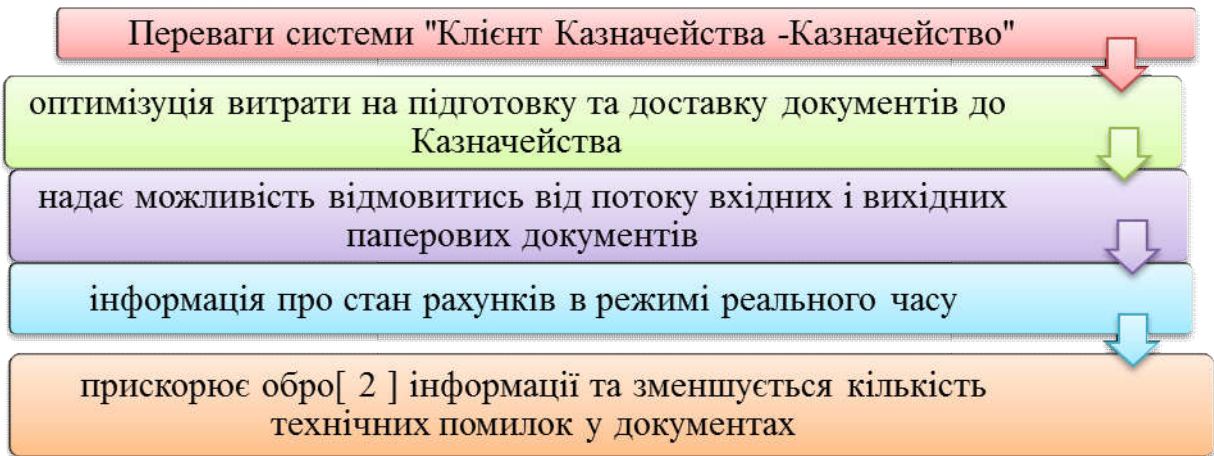 Переваги системи "Клієнт Казначейства -Казначейство"
оптимізуція витрати на підготовку та доставку документів до
Казначейства
надає можливість відмовитись від потоку вхідних і вихідних
паперових документів
інформація про стан рахунків в режимі реального часу
прискорює обро[ 2 ] інформації та зменшується кількість
технічних помилок у документах